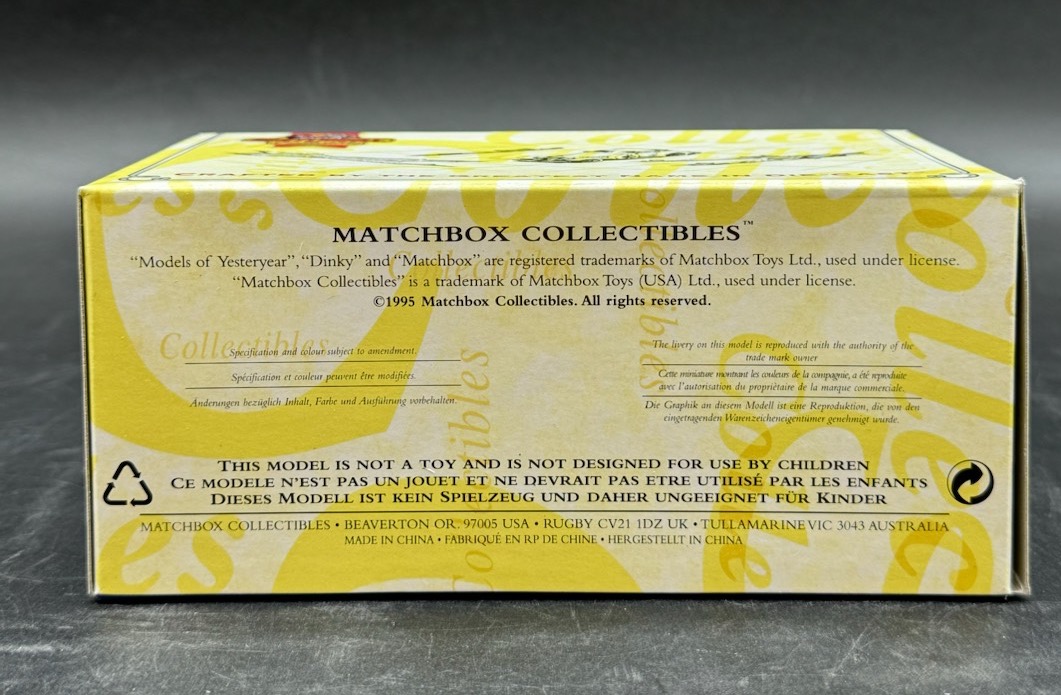 MATCHBOX COLLECTIBLES™
“Models of Yesteryear”, “Dinky” and “Matchbox” are registered trademarks of Matchbox Toys Ltd., used under license.
“Matchbox Collectibles” is a trademark of Matchbox Toys (USA) Ltd., used under license.
©1995 Matchbox Collectibles. All rights reserved.
Collectibles
Collectibles
Collectibles
Specification and colour subject to amendment.
Spécification et couleur peuvent être modifiées.
Änderungen bezüglich Inhalt, Farbe und Ausführung vorbehalten.
The livery on this model is reproduced with the authority of the
trade mark owner
Cette miniature montrant les couleurs de la compagnie, a été reproduite
avec l'autorisation du propriétaire de la marque commerciale.
Die Graphik an diesem Modell ist eine Reproduktion, die von den
eingetragenden Warenzeicheneigentümer genehmigt wurde.
THIS MODEL IS NOT A TOY AND IS NOT DESIGNED FOR USE BY CHILDREN
CE MODELE N'EST PAS UN JOUET ET NE DEVRAIT PAS ETRE UTILISÉ PAR LES ENFANTS
DIESES MODELL IST KEIN SPIELZEUG UND DAHER UNGEEIGNET FÜR KINDER
MATCHBOX COLLECTIBLES • BEAVERTON OR. 97005 USA • RUGBY CV21 1DZ UK • TULLAMARINE VIC 3043 AUSTRALIA
MADE IN CHINA • FABRIQUÉ EN RP DE CHINE • HERGESTELLT IN CHINA